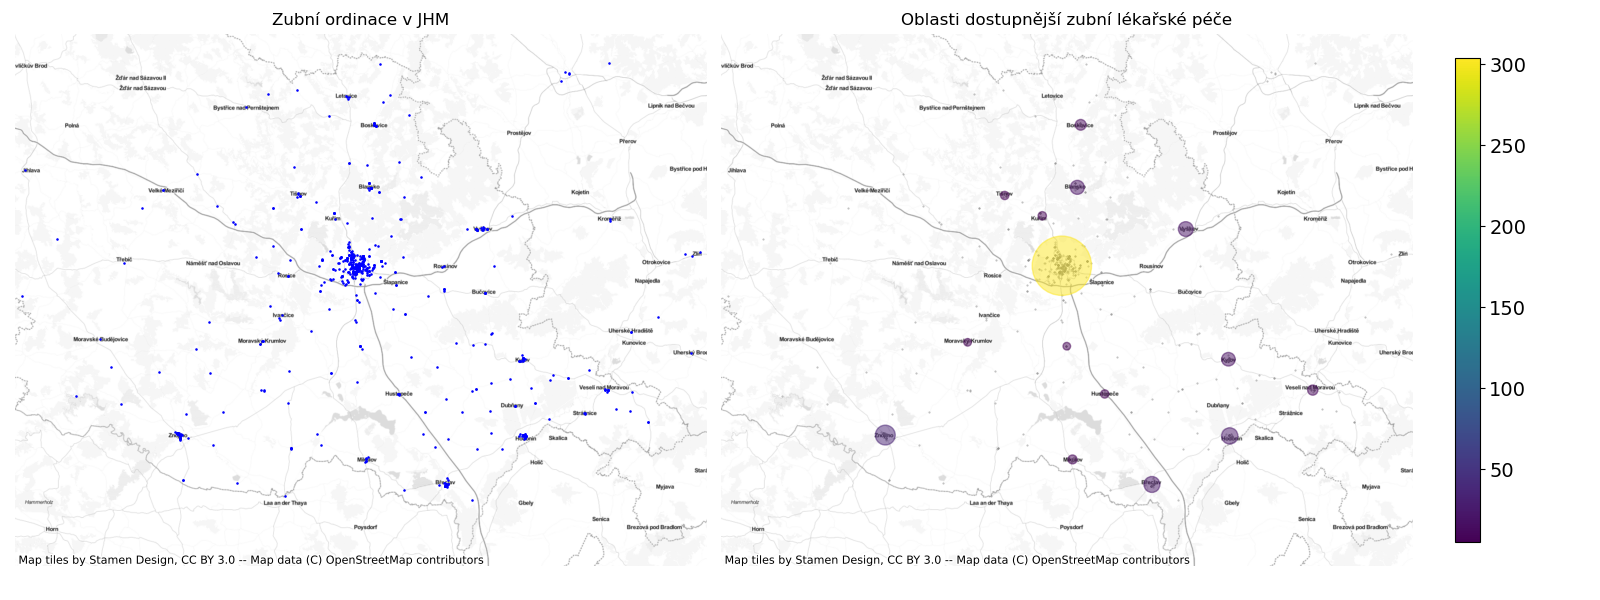 Zubní ordinace v JHM
vlíčkův Brod
Žďár nad Sázavou II
Žďár nad Sázavou
Letovice
Bystřice nad Pernštejnem
Lipník nad Bečvou
Polná
Boskovice
Prostějov
Přerov
Jihlava
Bystřice pod H
Velké Meziříčí
Tišnov
Blansko
Kojetín
Kuřim
Kroměříž
Vyškov
Zlín
Třebíč
Náměšť nad Oslavou
Rosice
Rousínov
Otrokovice
Šlapanice
Napajedla
Bučovice
Ivančice
Uherské Hradiště
Moravské Budějovice
Moravský Krumlov
Kunovice
Uherský Brod
Kyjov
Veselí nad Moravou
Hustopeče
Dubňany
Strážnice
Znojmo
Hodonín
Skalica
Mikulov
Holíč
Stará
Břeclav
Myjava
Hammerholz
Laa an der Thaya
Gbely
Horn
Poysdorf
Senica
Brezová pod Bradlom
Map tiles by Stamen Design, CC BY 3.0 -- Map data (C) OpenStreetMap contributors
Oblasti dostupnější zubní lékařské péče
vlíčkův Brod
Žďár nad Sázavou II
Žďár nad Sázavou
Letovice
Bystřice nad Pernštejnem
Lipník nad Bečvou
Polná
Boskovice
Prostějov
Přerov
Jihlava
Bystřice pod H
Velké Meziříčí
Tišnov
Blansko
Kojetín
Kuřim
Kroměříž
Vyškov
Zlín
Třebíč
Náměšť nad Oslavou
Rosice
Rousínov
Otrokovice
Šlapanice
Napajedla
Bučovice
Ivančice
Uherské Hradiště
Moravské Budějovice
Moravský Krumlov
Kunovice
Uherský Brod
Kyjov
Veselí nad Moravou
Hustopeče
Dubňany
Strážnice
Znojmo
Hodonín
Skalica
Mikulov
Holíč
Stará
Břeclav
Myjava
Hammerholz
Laa an der Thaya
Gbely
Horn
Poysdorf
Senica
Brezová pod Bradlom
Map tiles by Stamen Design, CC BY 3.0 -- Map data (C) OpenStreetMap contributors
300
250
200
150
100
50